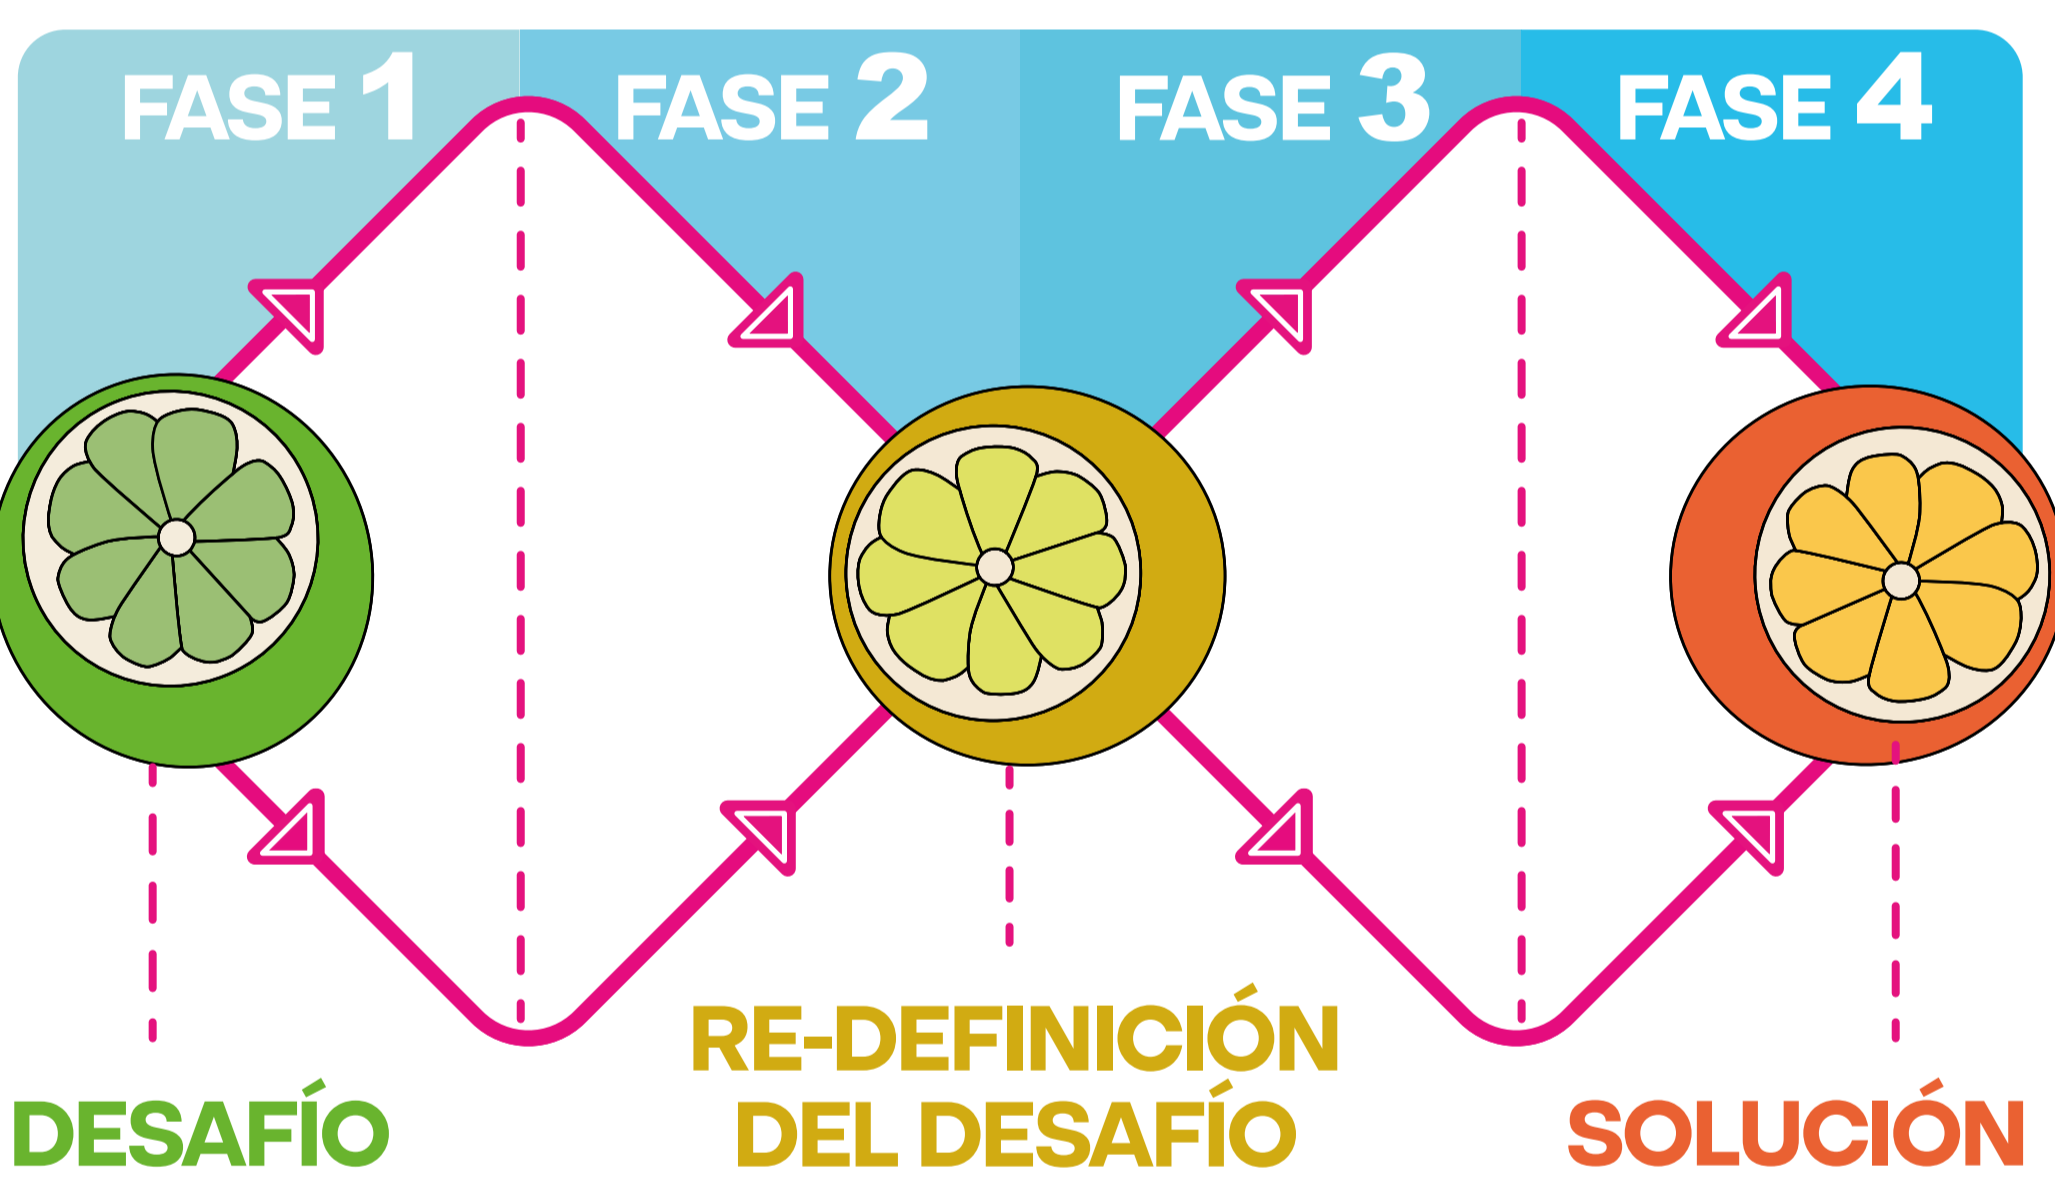 FASE 1
FASE 2
FASE 3
FASE 4
DESAFÍO
RE-DEFINICIÓN
DEL DESAFÍO
SOLUCIÓN